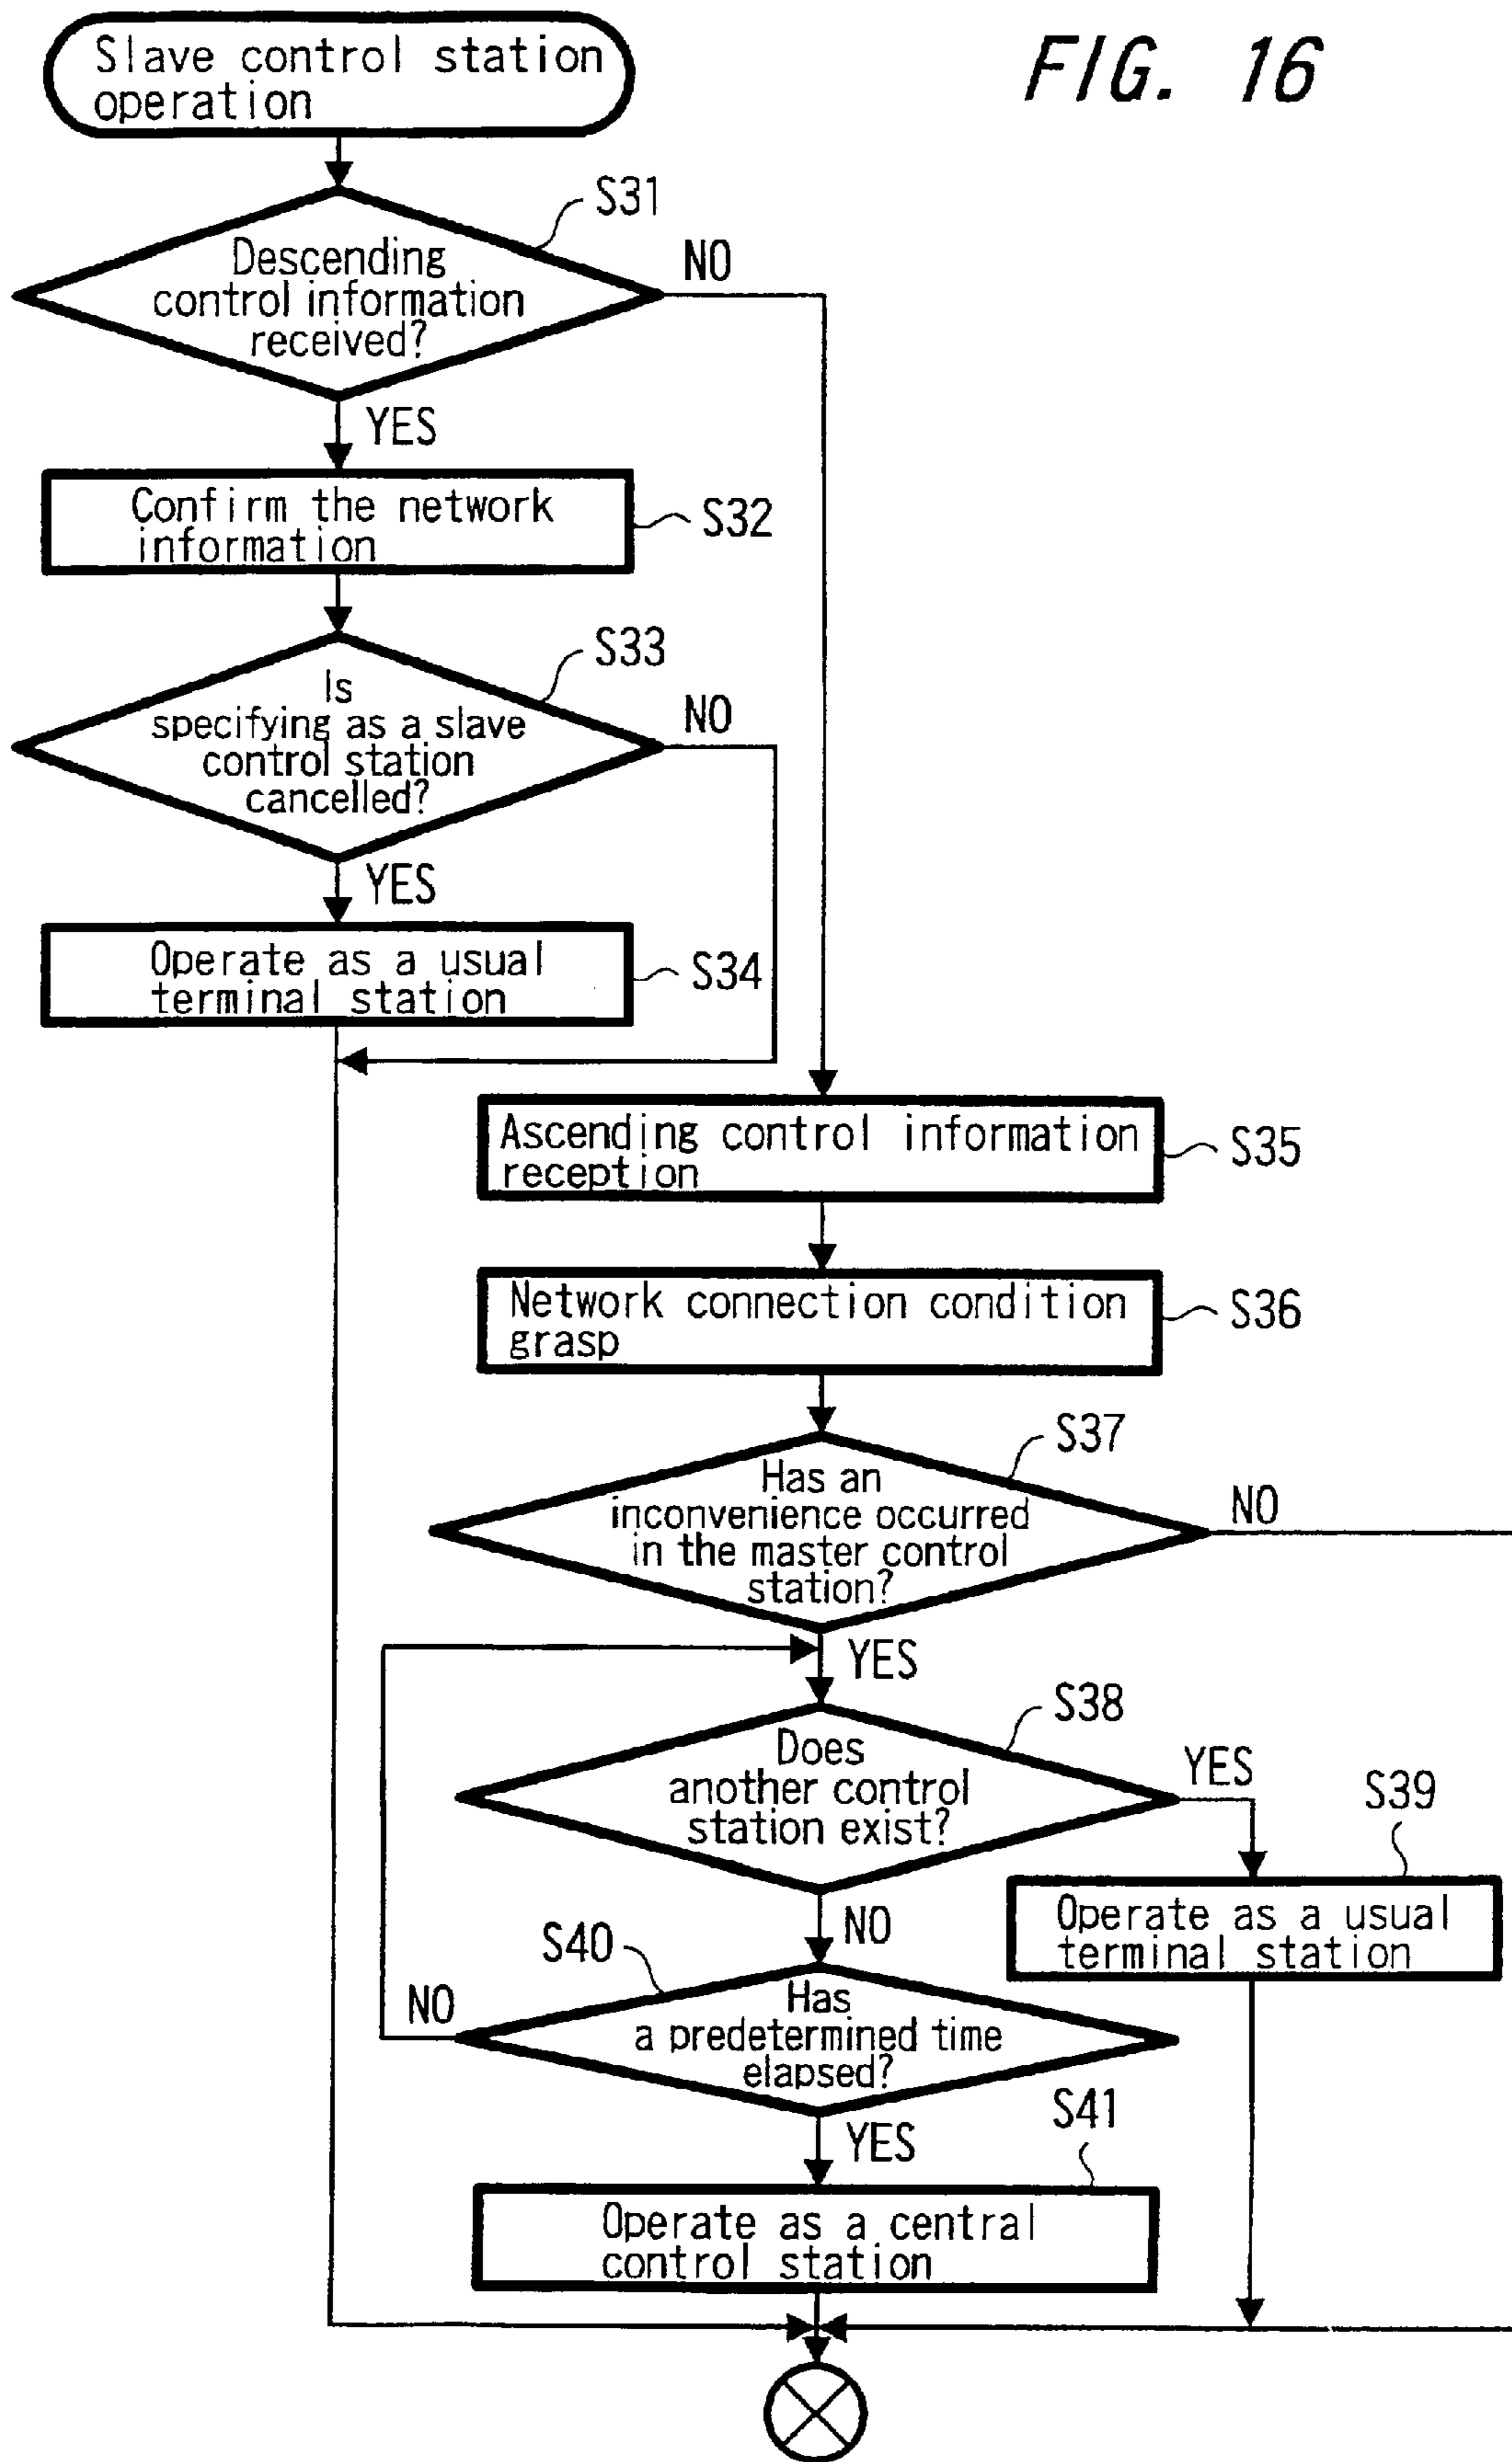 FIG. 16
Slave control station
operation
S31
Descending
control information
received?
NO
YES
Confirm the network
information
S32
S33
Is
specifying as a slave
control station
cancelled?
NO
YES
Operate as a usual
terminal station
S34
Ascending control information
reception
S35
Network connection condition
grasp
S36
S37
Has an
inconvenience occurred
in the master control
station?
NO
YES
S38
Does
another control
station exist?
YES
S39
Operate as a usual
terminal station
NO
S40
Has
a predetermined time
elapsed?
NO
YES
S41
Operate as a central
control station